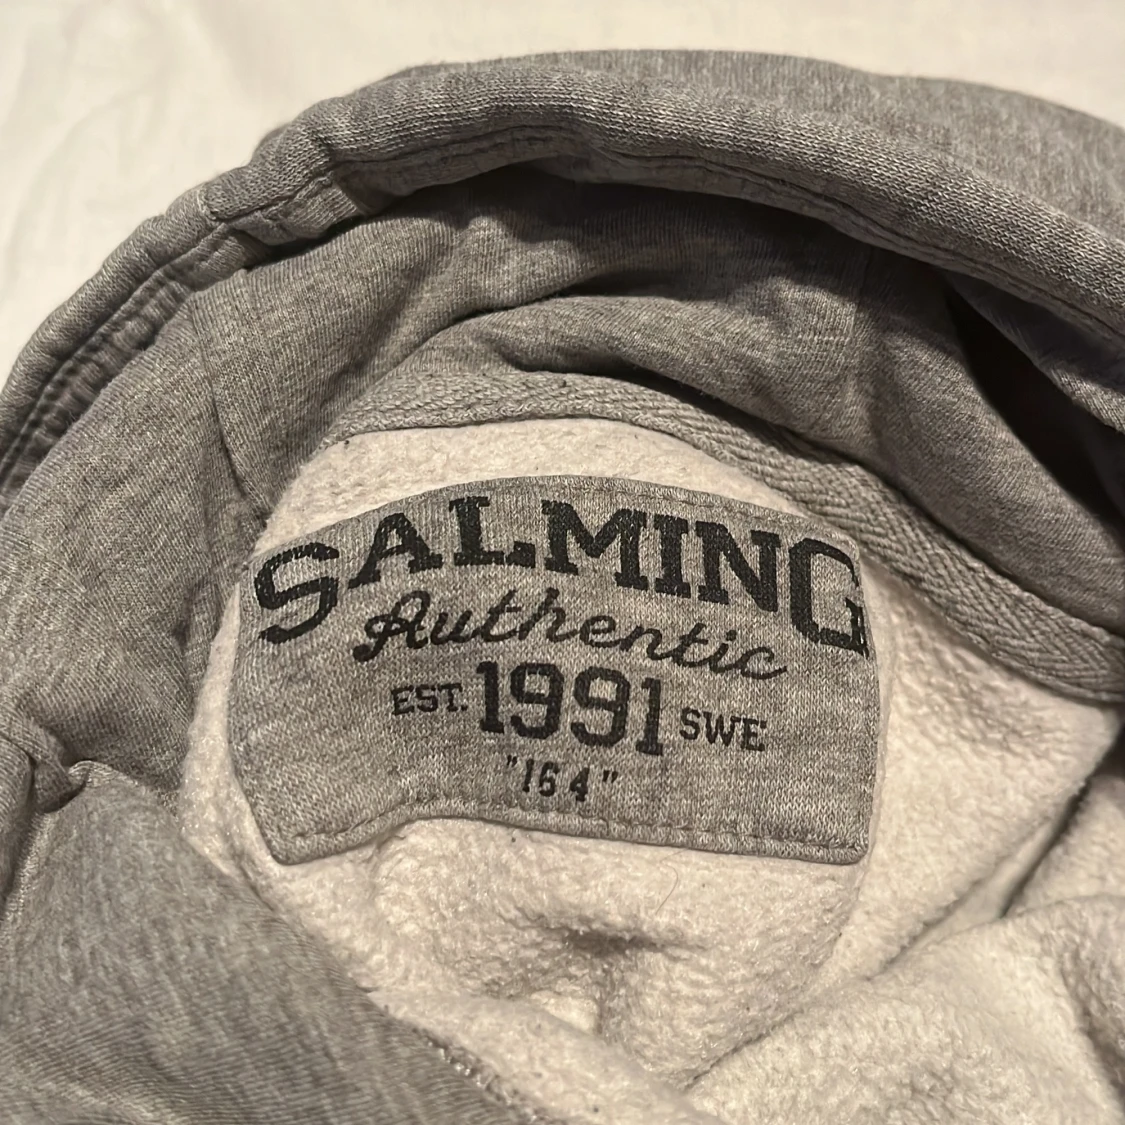 SALMING
Authentic
EST. 1991 SWE
"164"